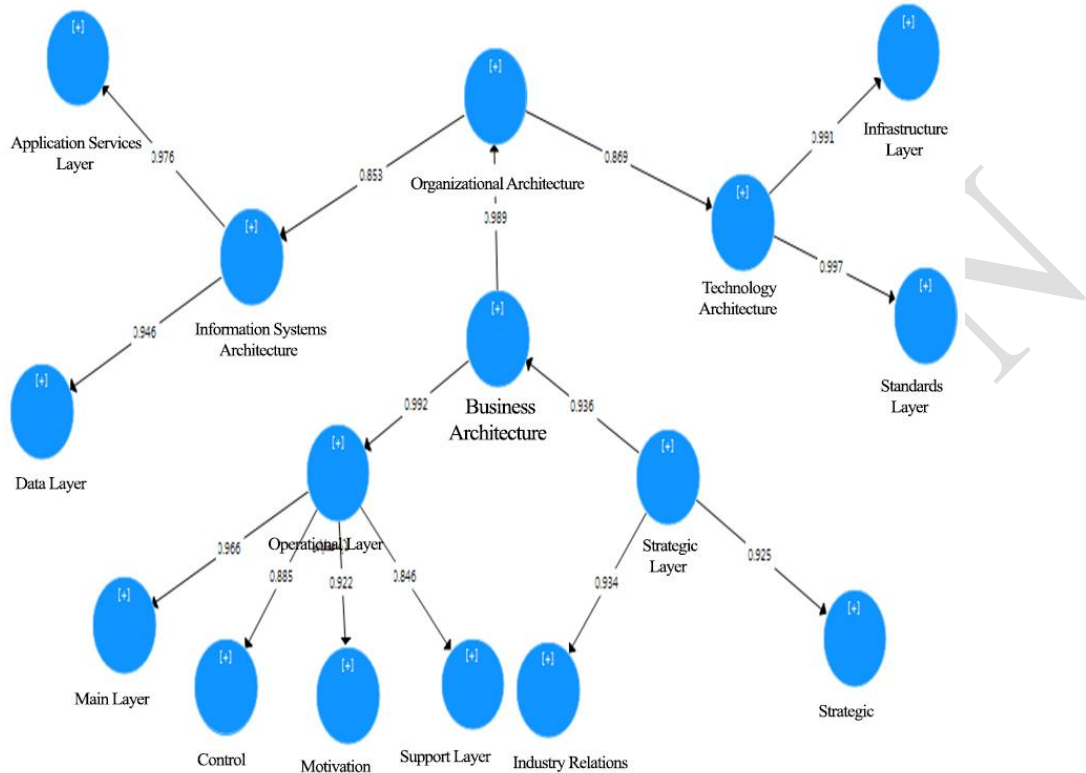 [+]
[+]
[+]
Application Services
Layer
0.976
0.853
Organizational Architecture
0.869
0.991
Infrastructure
Layer
[+]
[+]
0.989
0.997
Technology
Architecture
[+]
Information Systems
Architecture
[+]
0.946
Standards
Layer
[+]
Data Layer
0.992
Business
Architecture
0.936
[+]
[+]
Operational Layer
Strategic
Layer
0.966
0.885
0.922
0.846
0.934
0.925
[+]
Main Layer
[+]
Control
[+]
Motivation
[+]
Support Layer
[+]
Industry Relations
[+]
Strategic
N